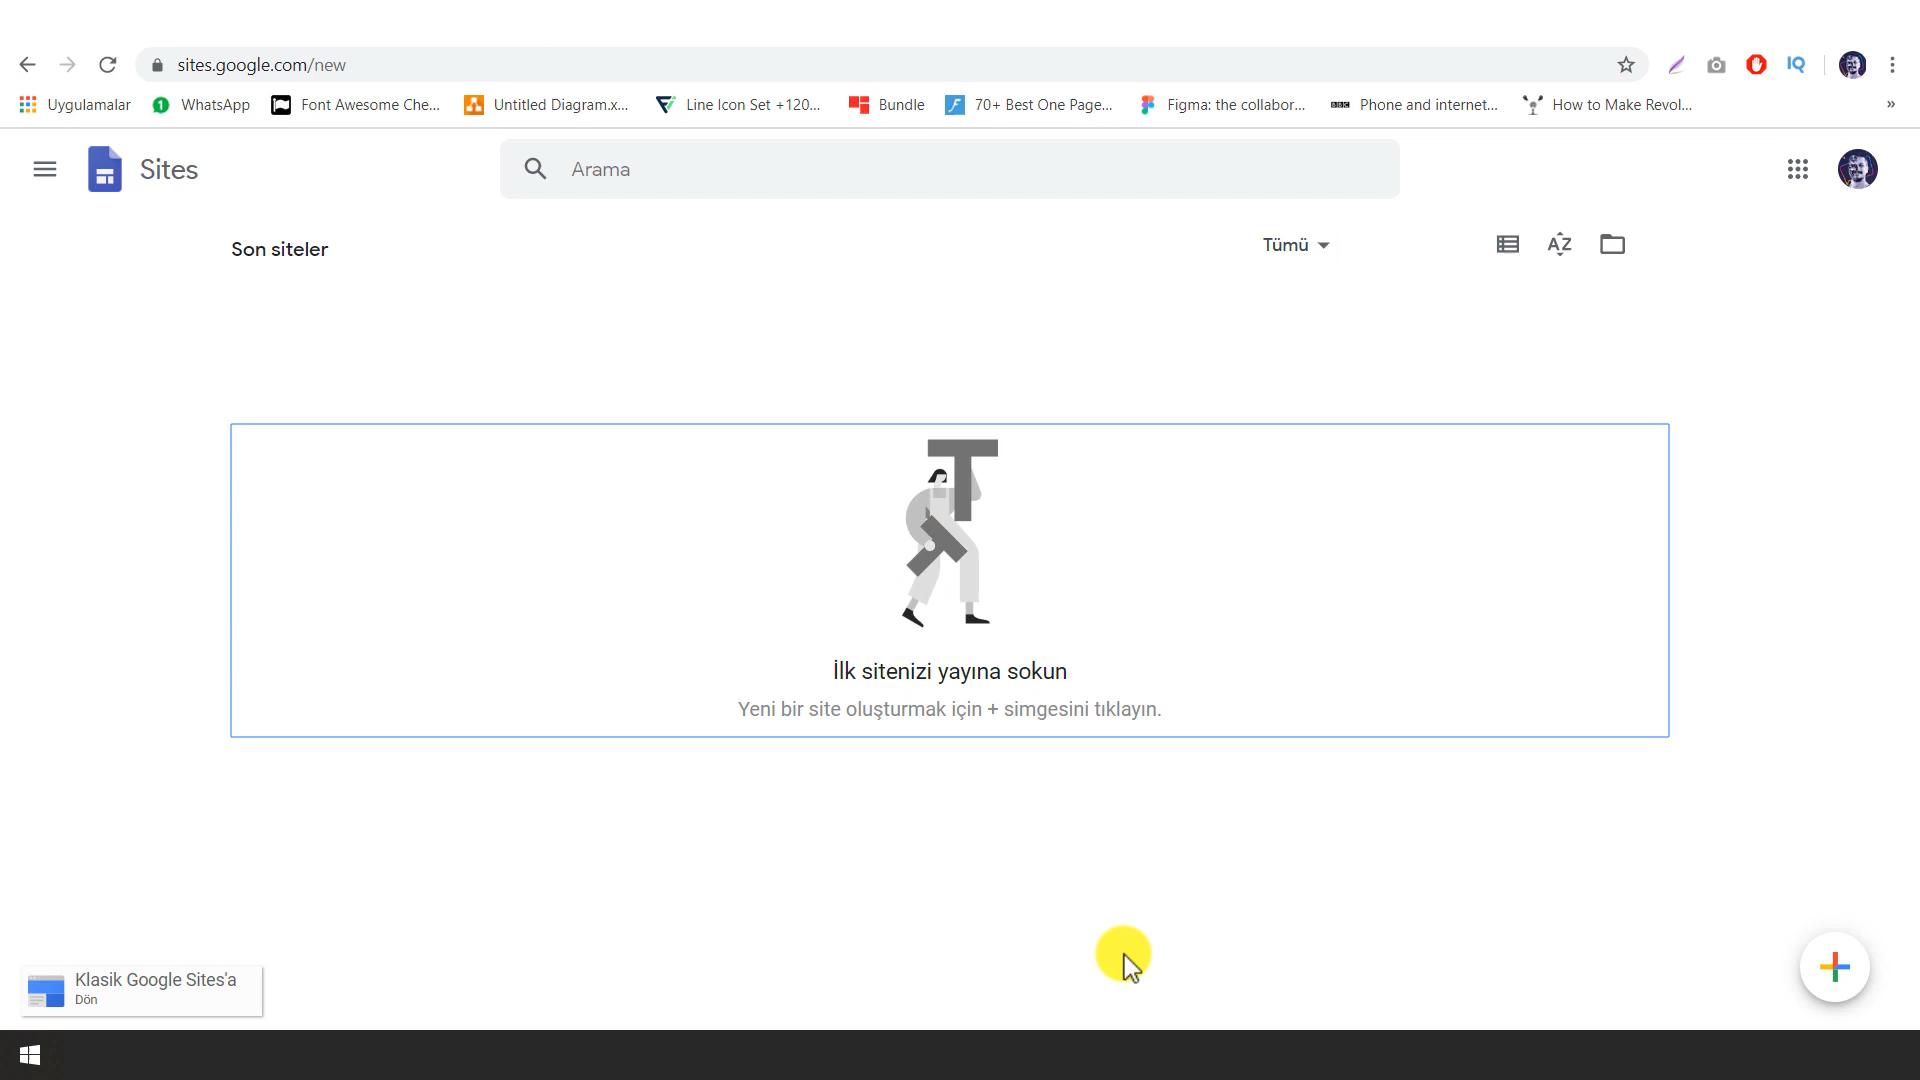 sites.google.com/new
Uygulamalar
WhatsApp
Font Awesome Che...
Untitled Diagram.x...
Line Icon Set +120...
Bundle
70+ Best One Page...
Figma: the collabor...
BBC
Phone and internet...
How to Make Revol...
»
IQ
Sites
Arama
Son siteler
Tümü
AZ
T
İlk sitenizi yayına sokun
Yeni bir site oluşturmak için + simgesini tıklayın.
Klasik Google Sites'a
Dön